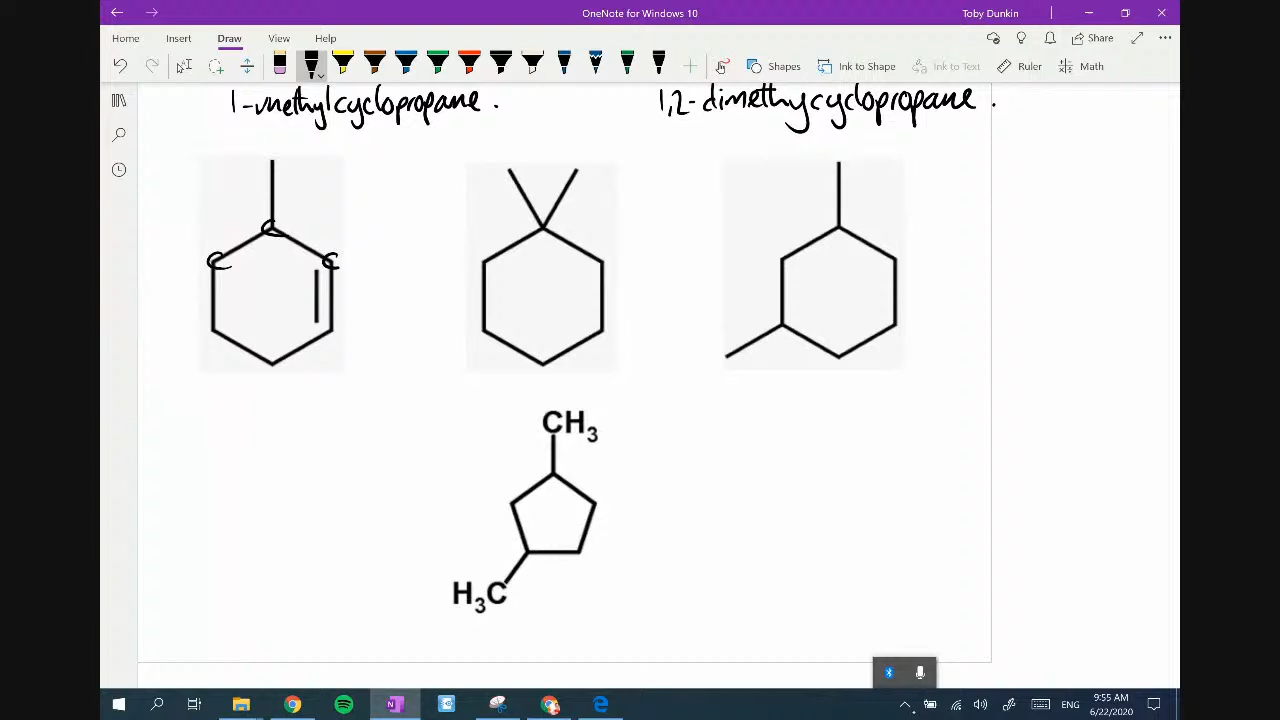 OneNote for Windows 10
Toby Dunkin
Home Insert Draw View Help
Share
Shapes Ink to Shape Ink to Text Ruler Math
1-methylcyclopropane.
1,2-dimethycyclopropane.
C
C C
CH3
H3C
ENG
9:55 AM
6/22/2020